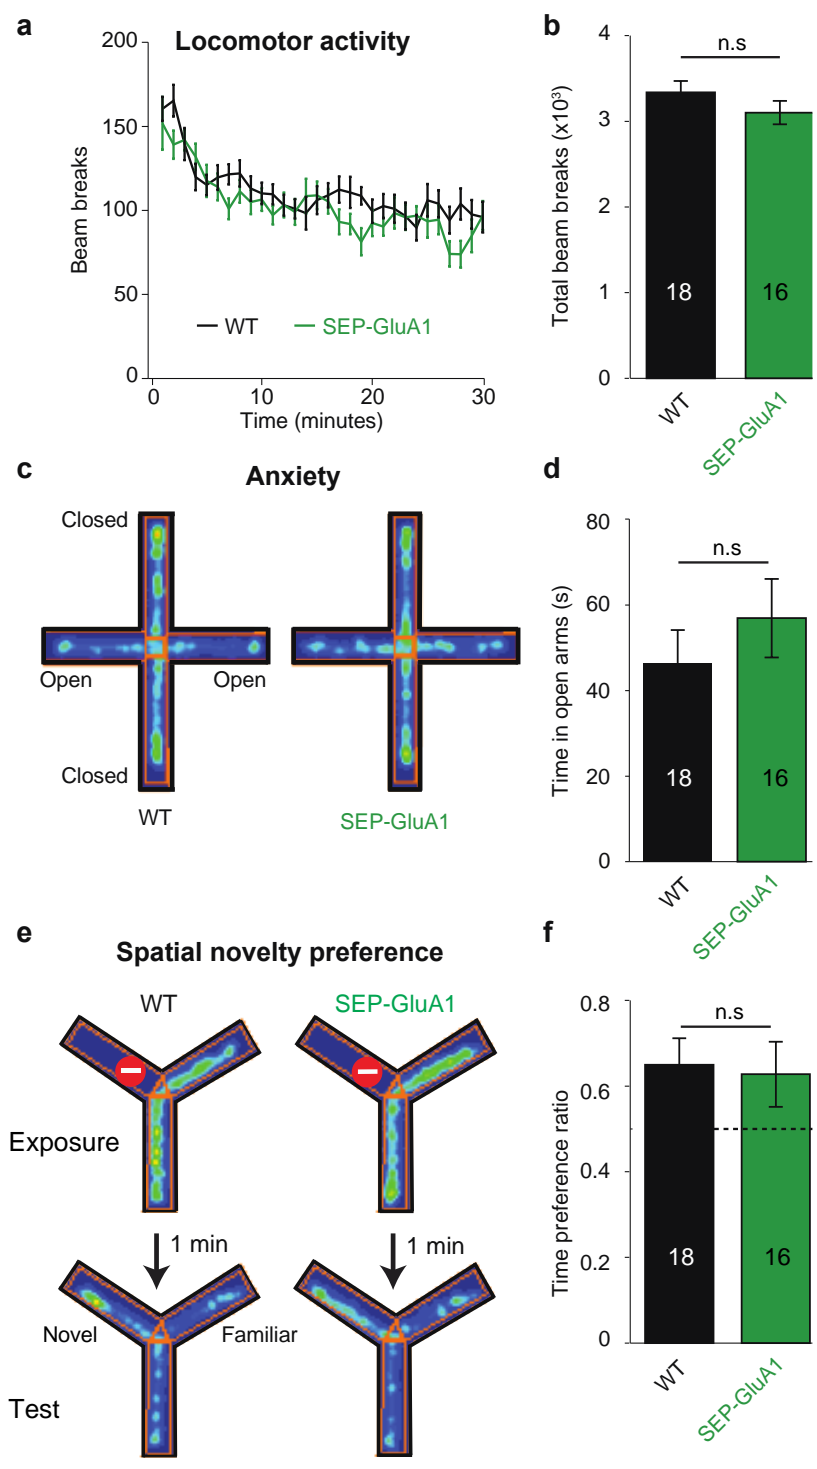 a
Locomotor activity
200
150
100
50
0
Beam breaks
WT
SEP-GluA1
0 10 20 30
Time (minutes)
b
n.s
4
3
2
1
0
Total beam breaks (x10³)
18
16
WT
SEP-GluA1
c
Anxiety
Closed
Open
Open
Closed
WT
SEP-GluA1
d
n.s
80
60
40
20
0
Time in open arms (s)
18
16
WT
SEP-GluA1
e
Spatial novelty preference
WT
SEP-GluA1
Exposure
1 min
1 min
Novel
Familiar
Test
f
n.s
0.8
0.6
0.4
0.2
0
Time preference ratio
18
16
WT
SEP-GluA1